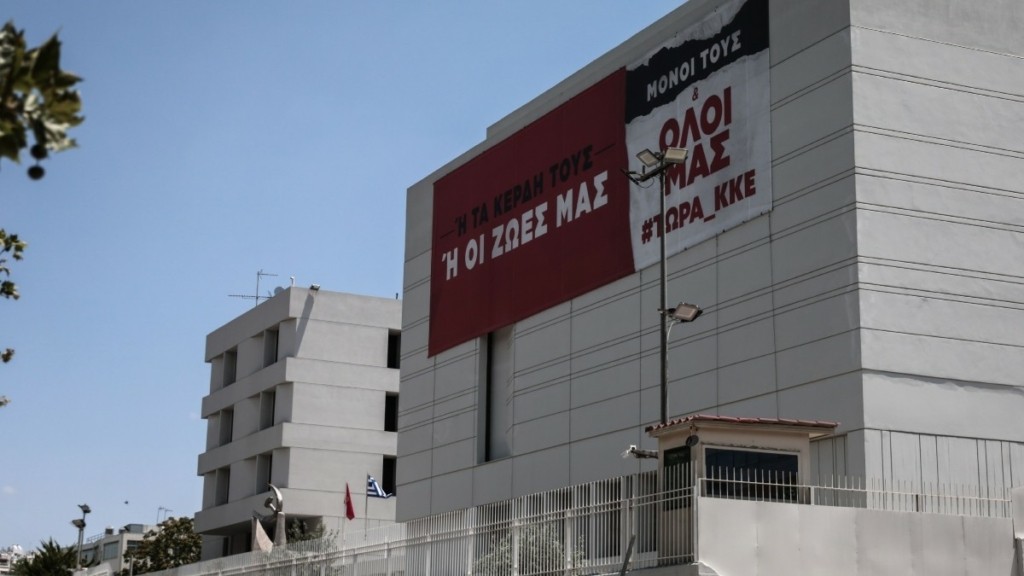 Ή ΤΑ ΚΕΡΔΗ ΤΟΥΣ
Ή ΟΙ ΖΩΕΣ ΜΑΣ
ΜΟΝΟΙ ΤΟΥΣ
&
ΟΛΟΙ
ΜΑΣ
#ΤΩΡΑ_ΚΚΕ